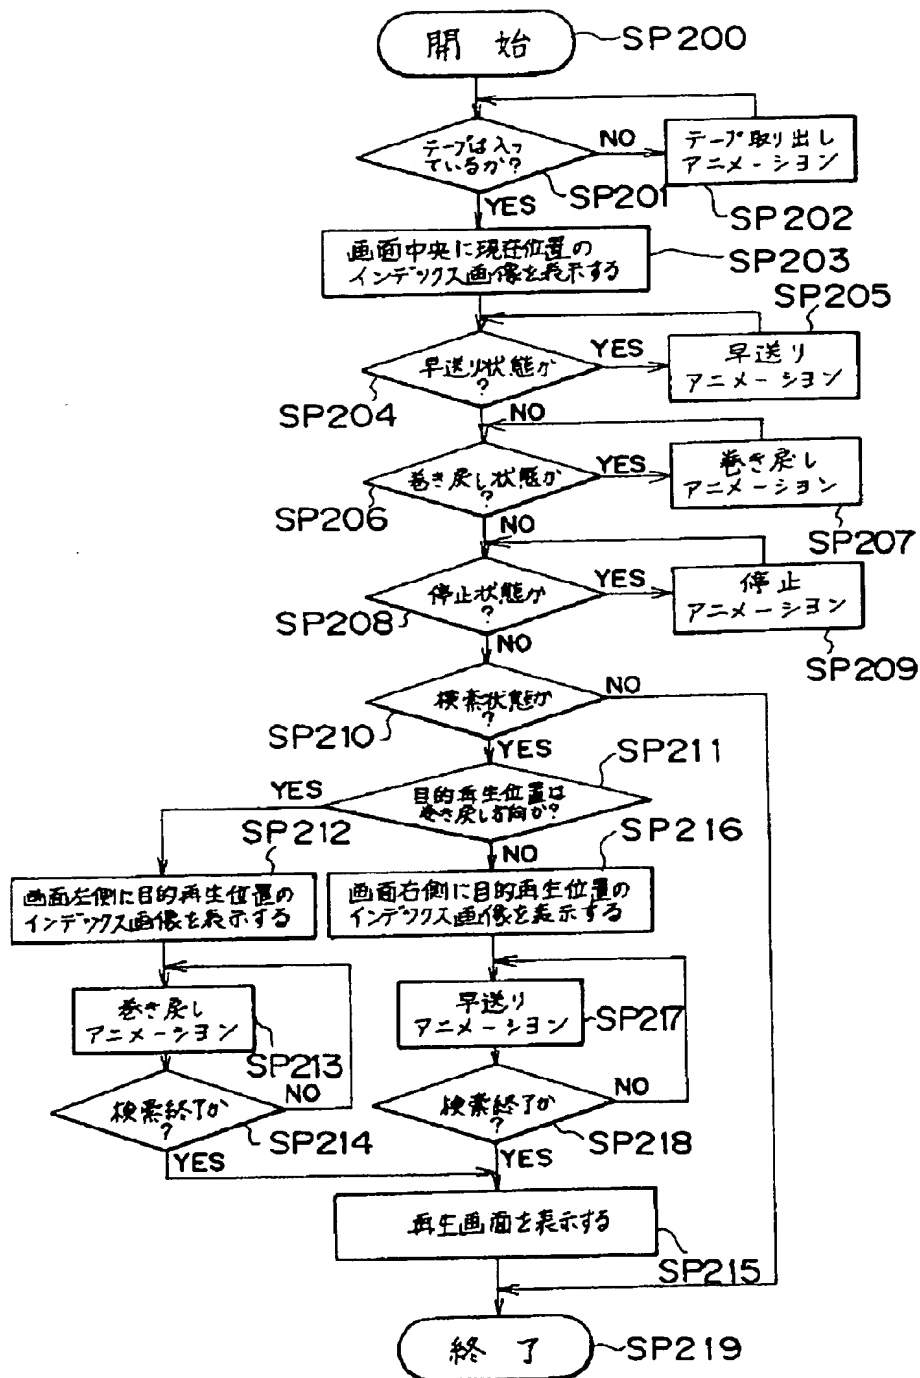 開始
SP200
テープは入っ
ているか?
NO
SP201
YES
テープ取り出し
アニメーション
SP202
画面中央に現在位置の
インデックス画像を表示する
SP203
SP205
早送り状態か
?
YES
早送り
アニメーション
SP204
NO
巻き戻し状態か
?
YES
巻き戻し
アニメーション
SP206
NO
SP207
停止状態か
?
YES
停止
アニメーション
SP208
NO
SP209
検索状態か
?
NO
SP210
YES
SP211
目的再生位置は
巻き戻し方向か?
YES
SP212
NO
SP216
画面左側に目的再生位置の
インデックス画像を表示する
画面右側に目的再生位置の
インデックス画像を表示する
巻き戻し
アニメーション
SP213
早送り
アニメーション
SP217
検索終了か
?
NO
SP214
YES
検索終了か
?
NO
SP218
YES
再生画面を表示する
SP215
終了
SP219